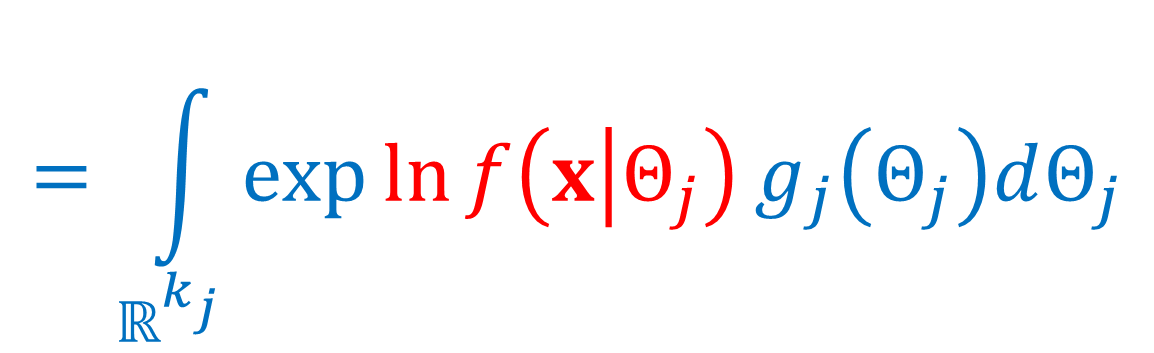 = ∫_{ℝ^{k_j}} exp ln f(𝐱|Θ_j) g_j(Θ_j)dΘ_j